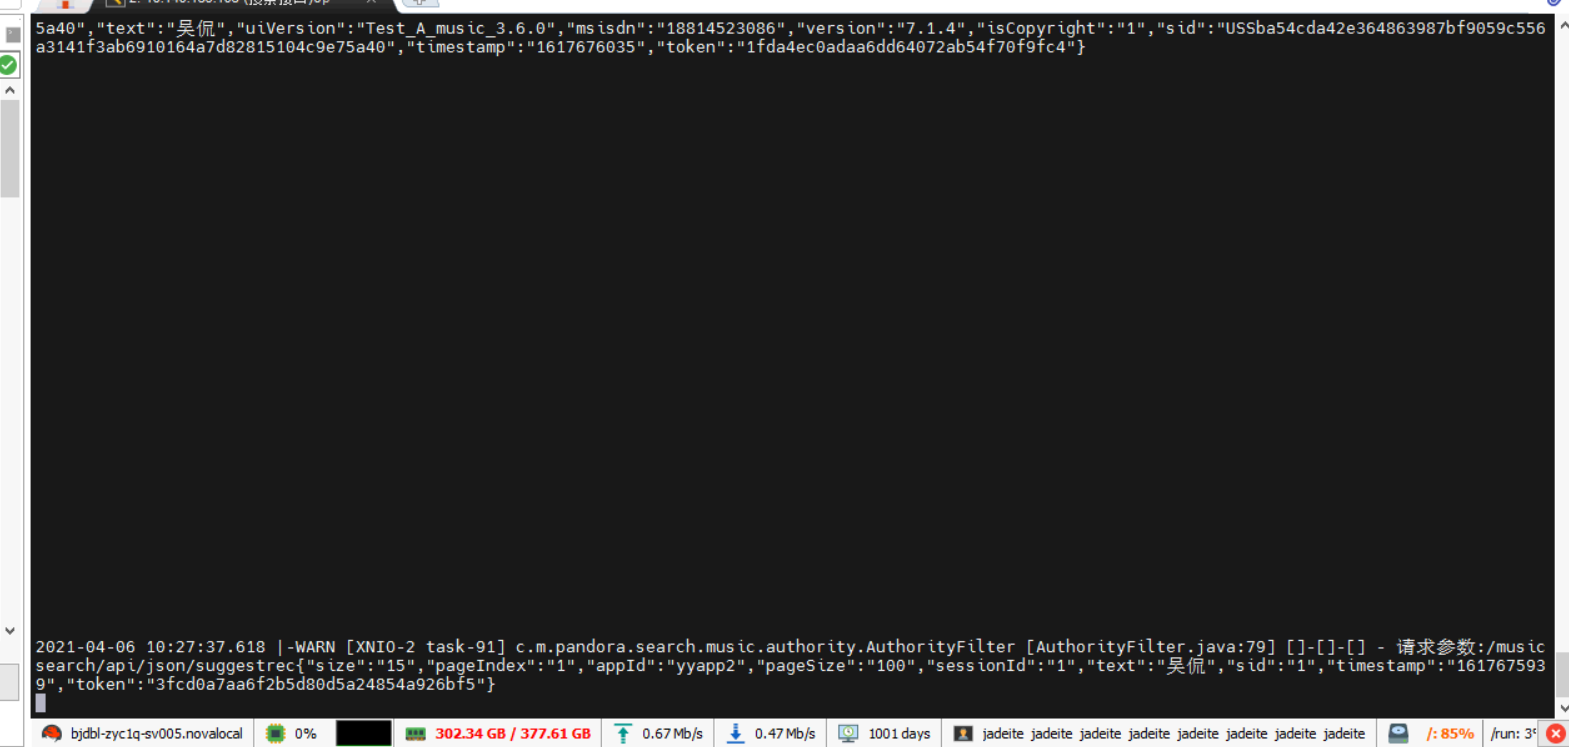 5a40","text":"吴侃","uiVersion":"Test_A_music_3.6.0","msisdn":"18814523086","version":"7.1.4","isCopyright":"1","sid":"USSba54cda42e364863987bf9059c556
a3141f3ab6910164a7d82815104c9e75a40","timestamp":"1617676035","token":"1fda4ec0adaa6dd64072ab54f70f9fc4"}
2021-04-06 10:27:37.618 |-WARN [XNIO-2 task-91] c.m.pandora.search.music.authority.AuthorityFilter [AuthorityFilter.java:79] []-[]-[] - 请求参数:/music
search/api/json/suggestrec{"size":"15","pageIndex":"1","appId":"yyapp2","pageSize":"100","sessionId":"1","text":"吴侃","sid":"1","timestamp":"161767593
9","token":"3fcd0a7aa6f2b5d80d5a24854a926bf5"}
bjdbl-zyc1q-sv005.novalocal 0% 302.34 GB / 377.61 GB 0.67 Mb/s 0.47 Mb/s 1001 days jadeite jadeite jadeite jadeite jadeite jadeite jadeite jadeite /: 85% /run: 3